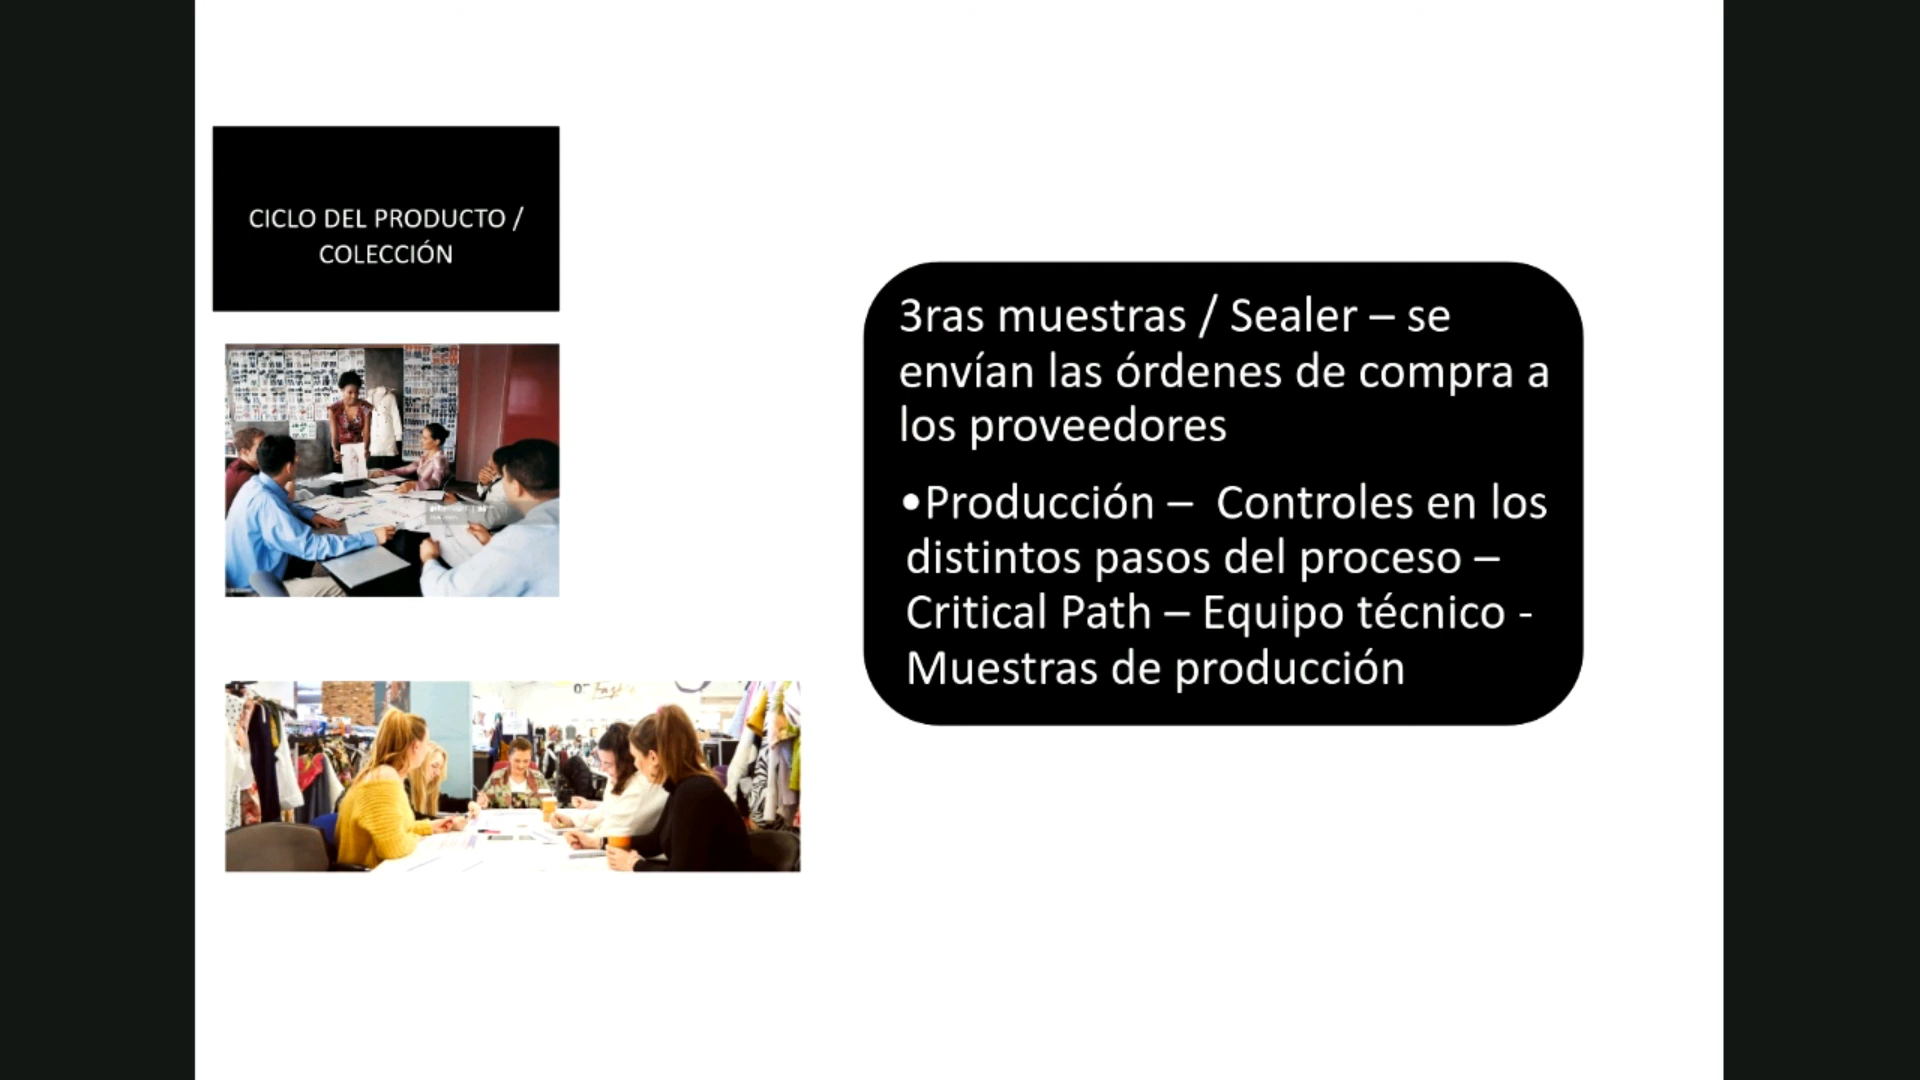 CICLO DEL PRODUCTO /
COLECCIÓN
3ras muestras / Sealer – se
envían las órdenes de compra a
los proveedores
•Producción – Controles en los
distintos pasos del proceso –
Critical Path – Equipo técnico -
Muestras de producción